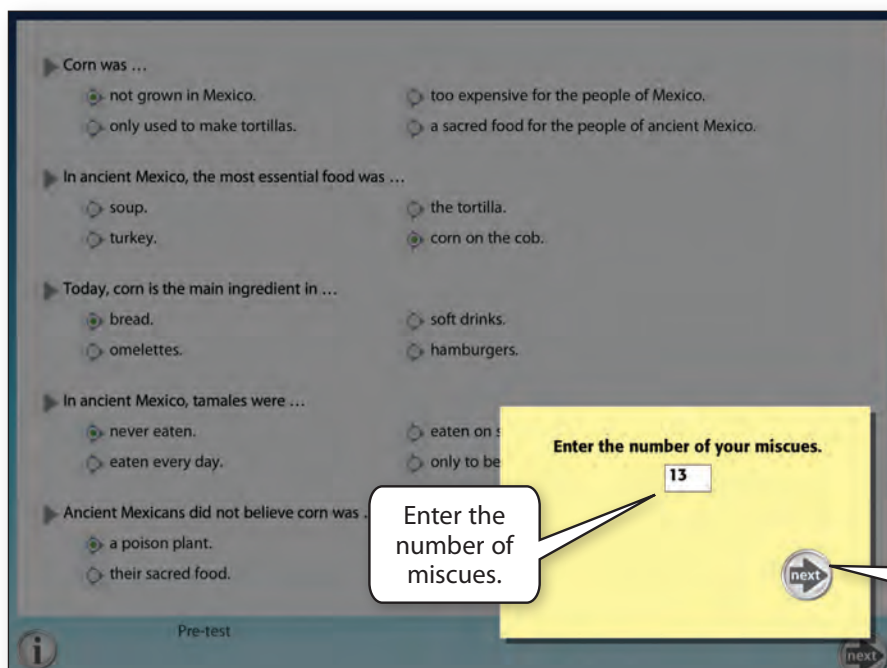 Corn was ...
not grown in Mexico.
too expensive for the people of Mexico.
only used to make tortillas.
a sacred food for the people of ancient Mexico.
In ancient Mexico, the most essential food was ...
soup.
the tortilla.
turkey.
corn on the cob.
Today, corn is the main ingredient in ...
bread.
soft drinks.
omelettes.
hamburgers.
In ancient Mexico, tamales were ...
never eaten.
eaten on
eaten every day.
only to be
Ancient Mexicans did not believe corn was
a poison plant.
their sacred food.
Enter the number of your miscues.
13
next
Enter the
number of
miscues.
Pre-test
i
next